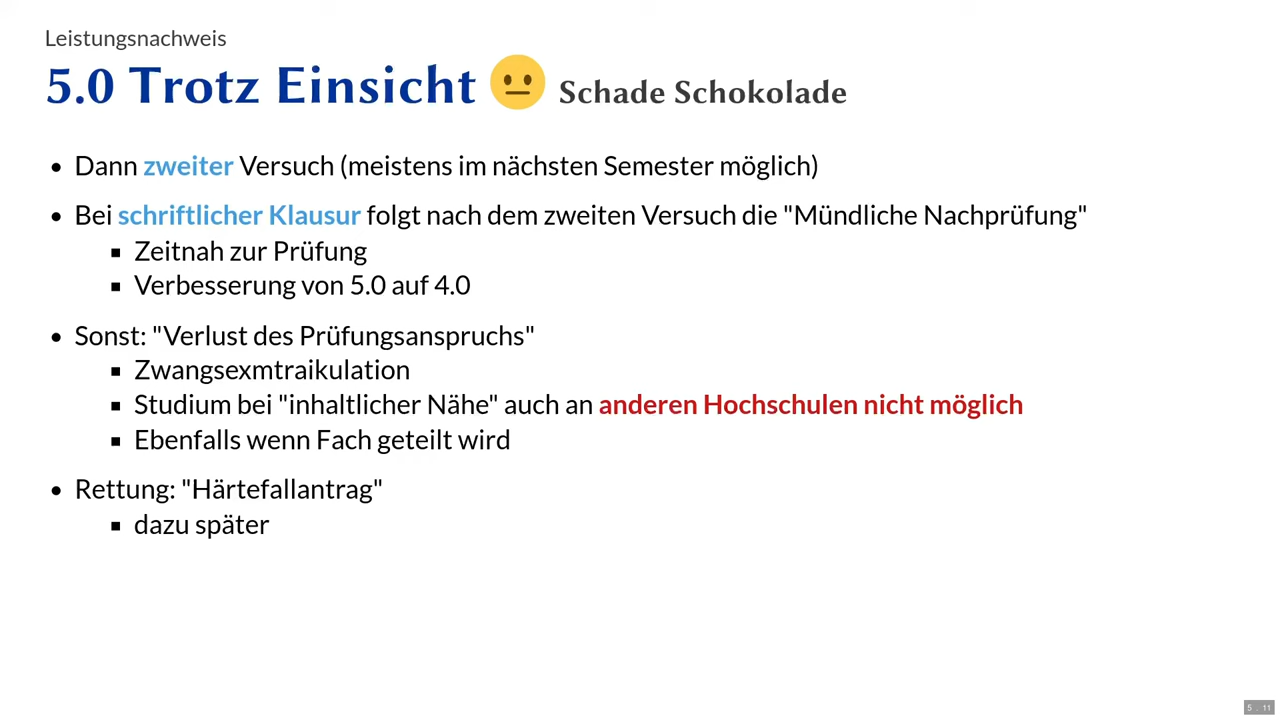 Leistungsnachweis
5.0 Trotz Einsicht 😐 Schade Schokolade
• Dann zweiter Versuch (meistens im nächsten Semester möglich)
• Bei schriftlicher Klausur folgt nach dem zweiten Versuch die "Mündliche Nachprüfung"
▪ Zeitnah zur Prüfung
▪ Verbesserung von 5.0 auf 4.0
• Sonst: "Verlust des Prüfungsanspruchs"
▪ Zwangsexmtraikulation
▪ Studium bei "inhaltlicher Nähe" auch an anderen Hochschulen nicht möglich
▪ Ebenfalls wenn Fach geteilt wird
• Rettung: "Härtefallantrag"
▪ dazu später
5 . 11